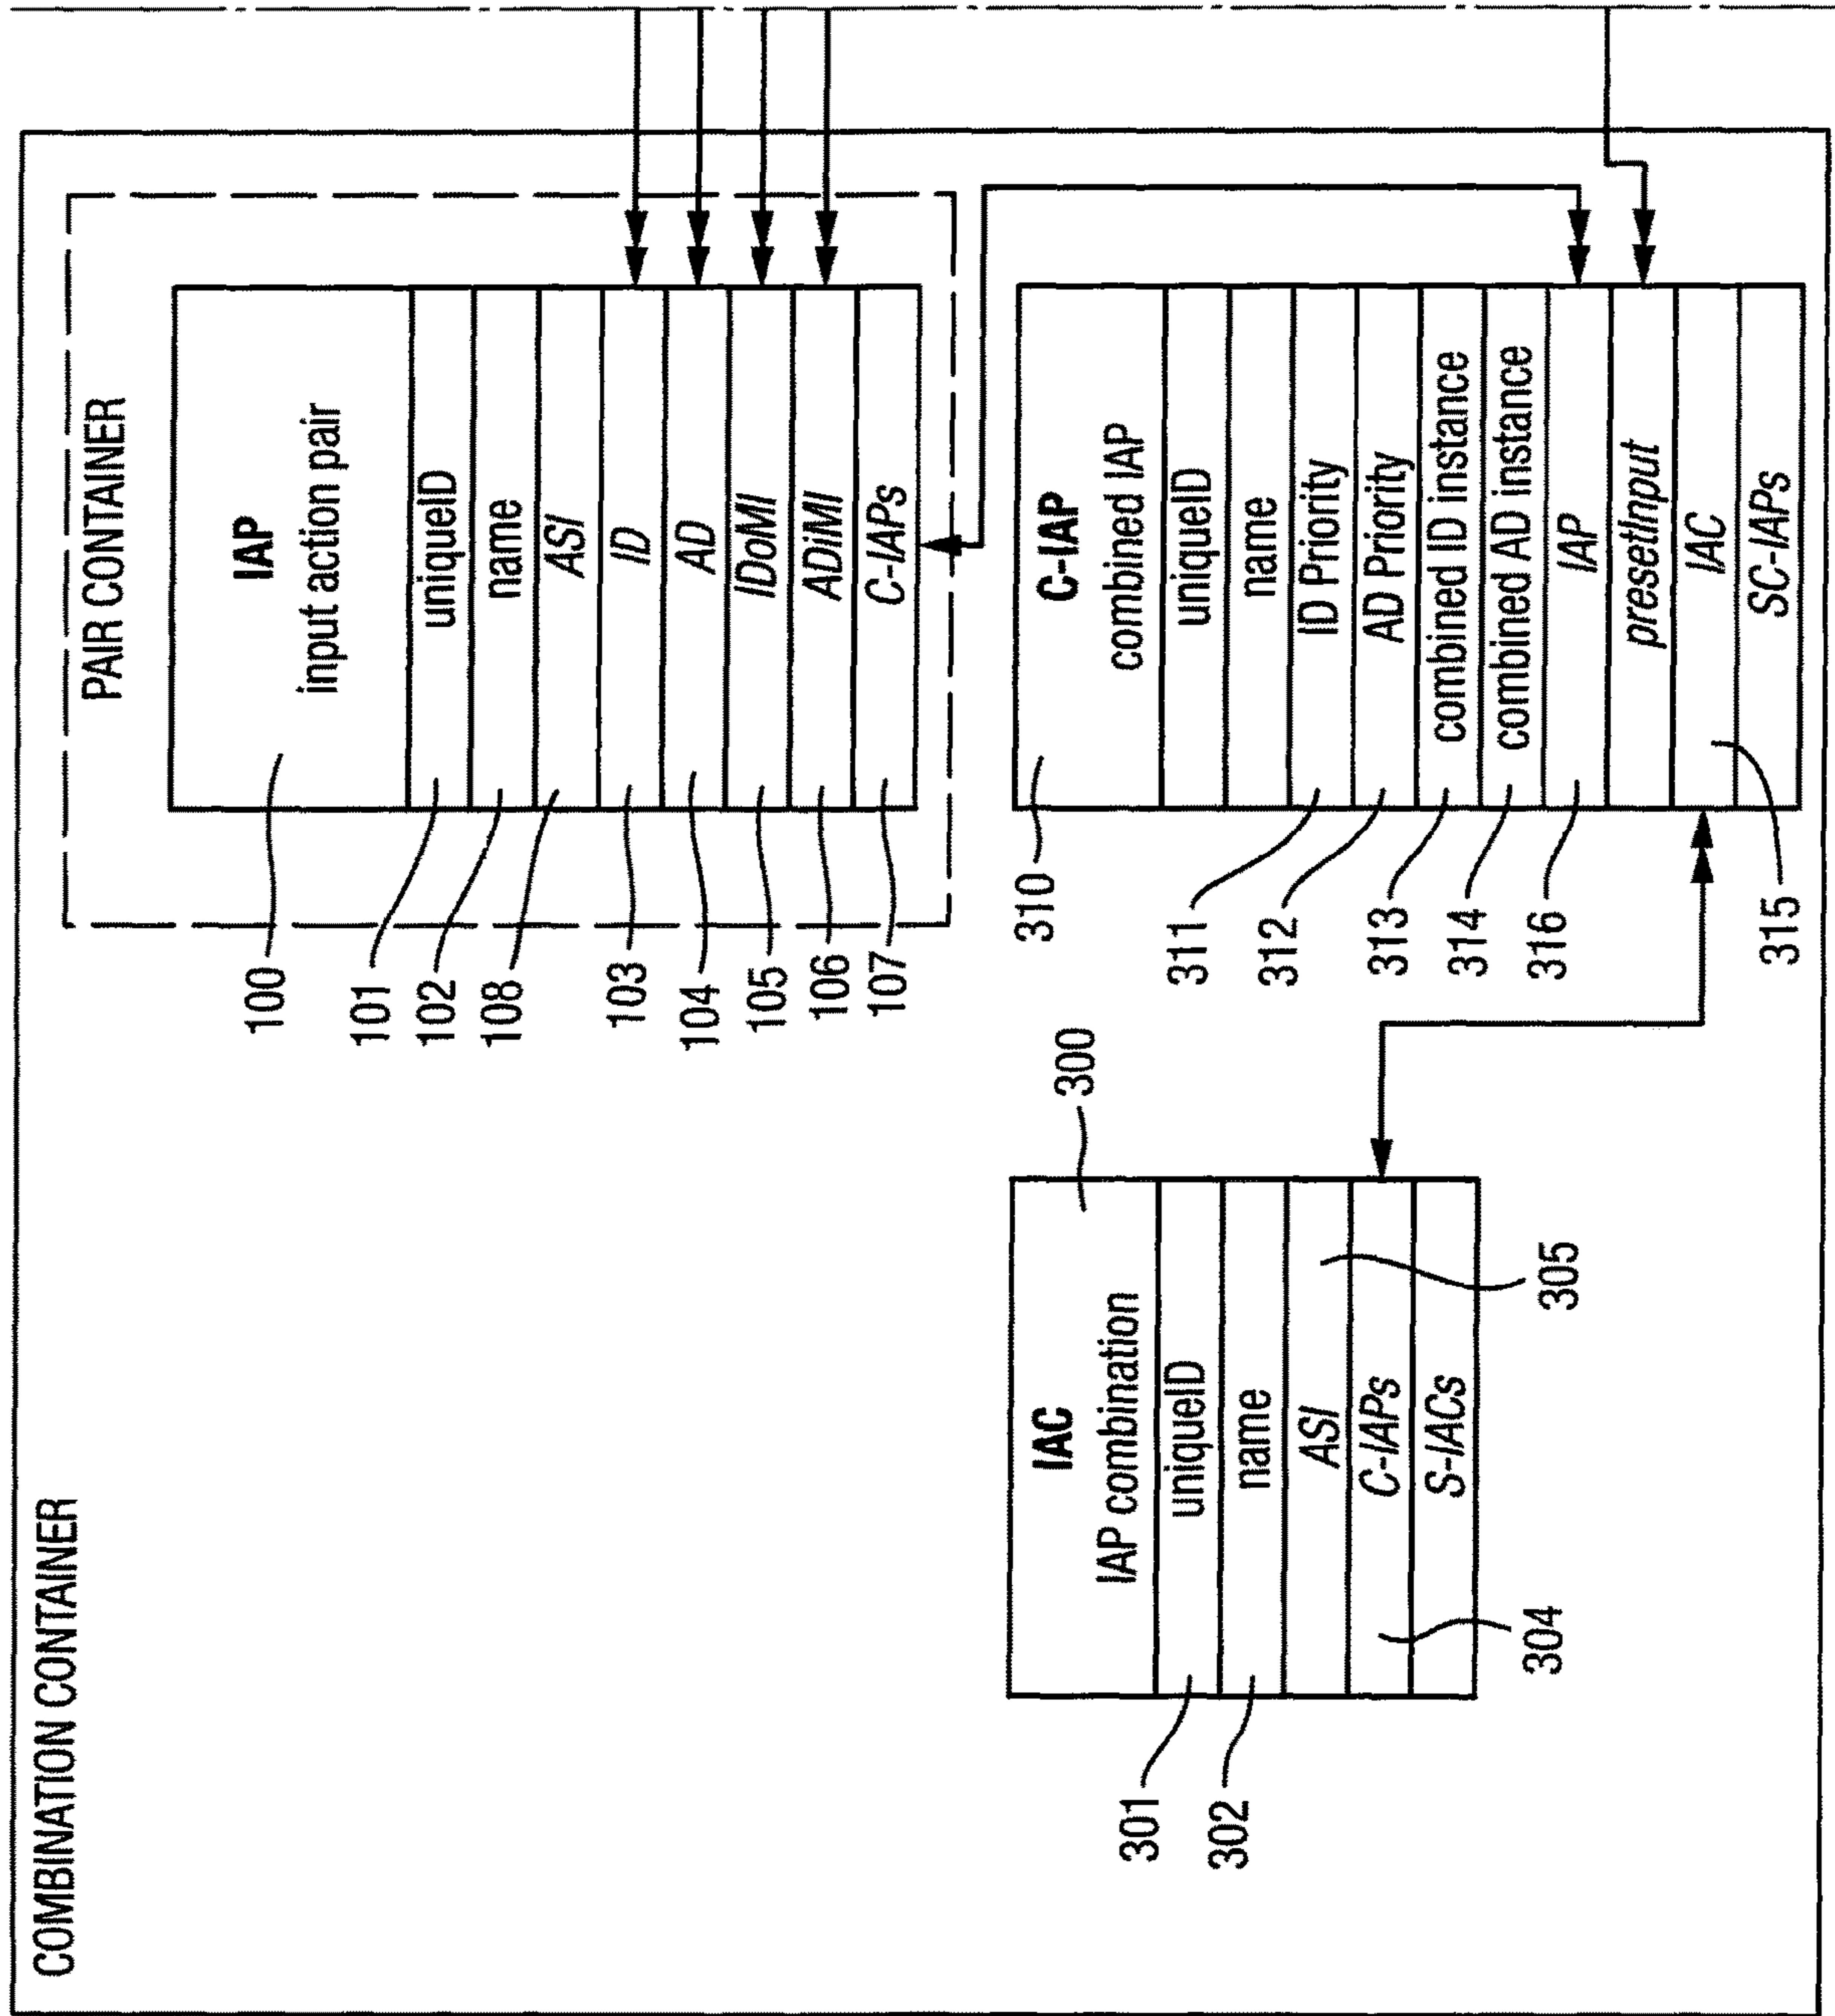 COMBINATION CONTAINER
PAIR CONTAINER
IAP
input action pair
uniqueID
name
ASI
ID
AD
IDoMI
ADiMI
C-IAPs
100
101
102
108
103
104
105
106
107
IAC
IAP combination
uniqueID
name
ASI
C-IAPs
S-IACs
300
301
302
305
304
C-IAP
combined IAP
uniqueID
name
ID Priority
AD Priority
combined ID instance
combined AD instance
IAP
presetInput
IAC
SC-IAPs
310
311
312
313
314
316
315